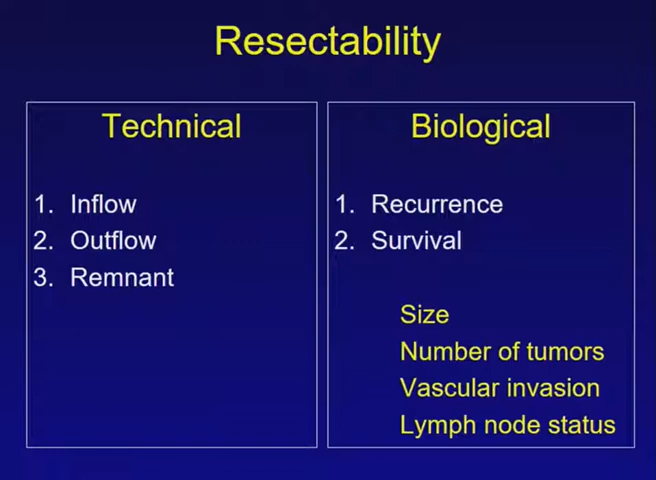 Resectability
Technical
1. Inflow
2. Outflow
3. Remnant
Biological
1. Recurrence
2. Survival
Size
Number of tumors
Vascular invasion
Lymph node status